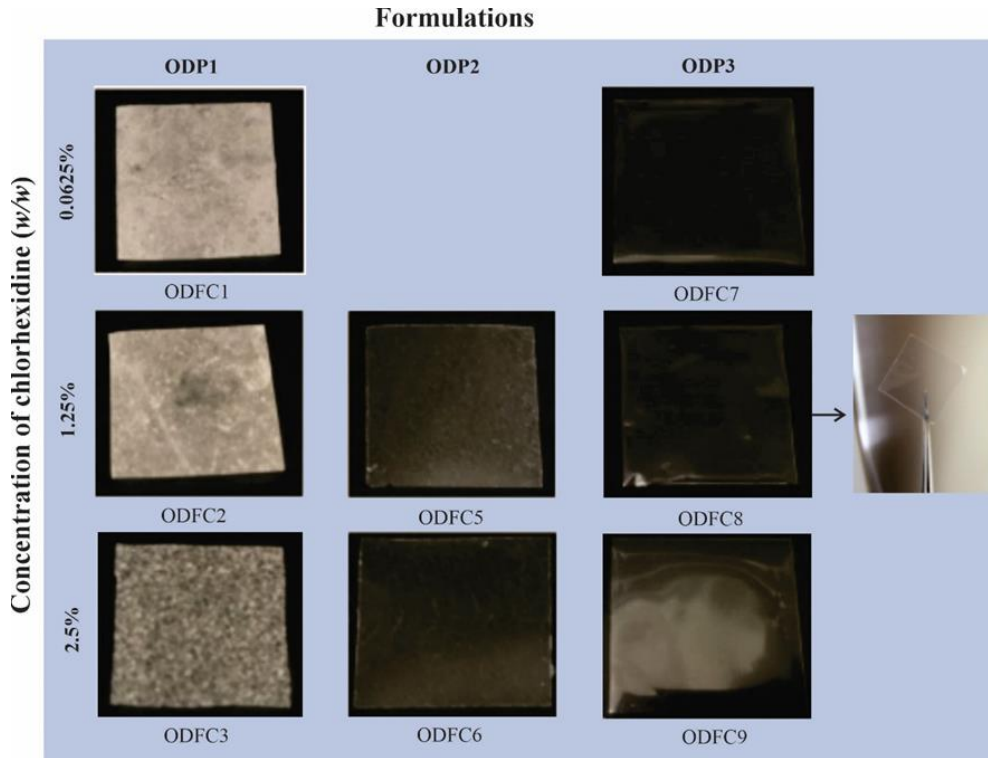 Formulations
ODP1 ODP2 ODP3
Concentration of chlorhexidine (w/w)
0.0625%
ODFC1 ODFC7
1.25%
ODFC2 ODFC5 ODFC8
2.5%
ODFC3 ODFC6 ODFC9